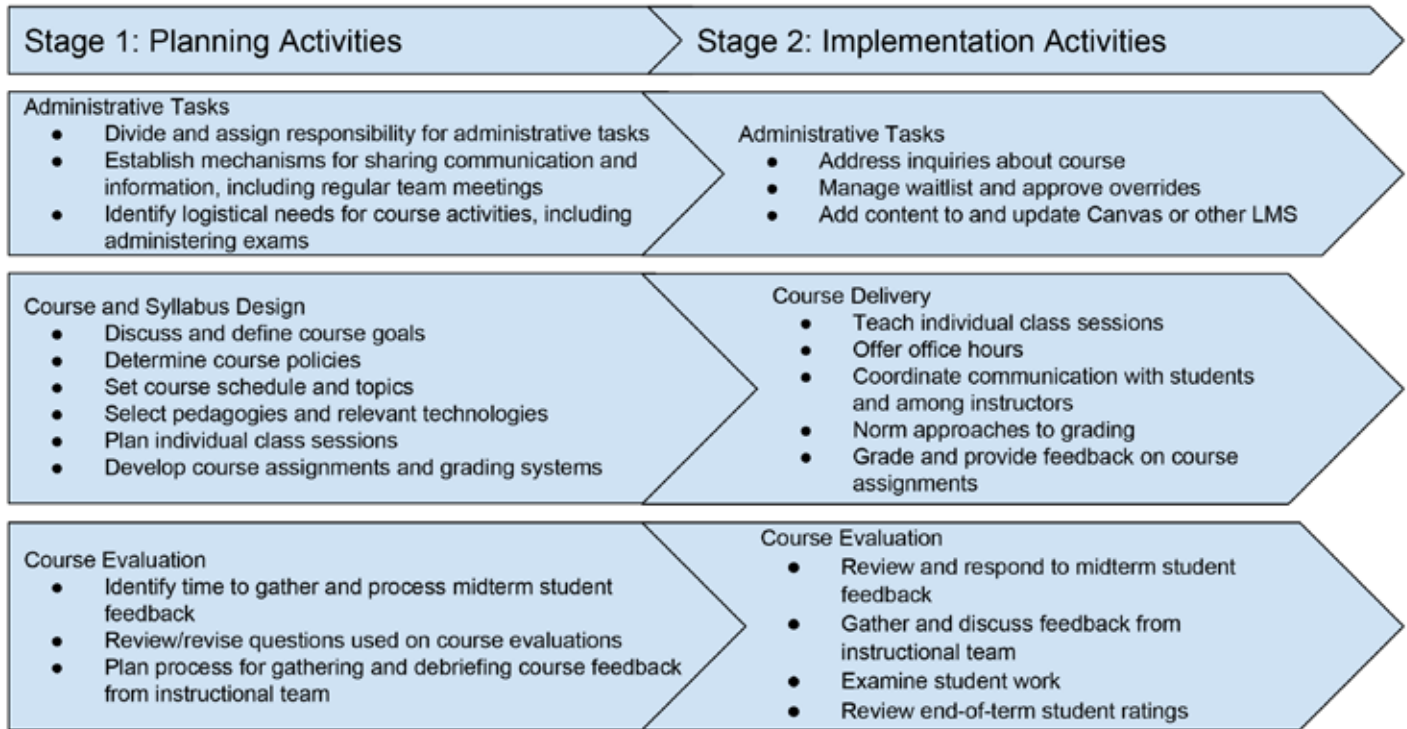 Stage 1: Planning Activities
Stage 2: Implementation Activities
Administrative Tasks
● Divide and assign responsibility for administrative tasks
● Establish mechanisms for sharing communication and
information, including regular team meetings
● Identify logistical needs for course activities, including
administering exams
Administrative Tasks
● Address inquiries about course
● Manage waitlist and approve overrides
● Add content to and update Canvas or other LMS
Course and Syllabus Design
● Discuss and define course goals
● Determine course policies
● Set course schedule and topics
● Select pedagogies and relevant technologies
● Plan individual class sessions
● Develop course assignments and grading systems
Course Delivery
● Teach individual class sessions
● Offer office hours
● Coordinate communication with students
and among instructors
● Norm approaches to grading
● Grade and provide feedback on course
assignments
Course Evaluation
● Identify time to gather and process midterm student
feedback
● Review/revise questions used on course evaluations
● Plan process for gathering and debriefing course feedback
from instructional team
Course Evaluation
● Review and respond to midterm student
feedback
● Gather and discuss feedback from
instructional team
● Examine student work
● Review end-of-term student ratings